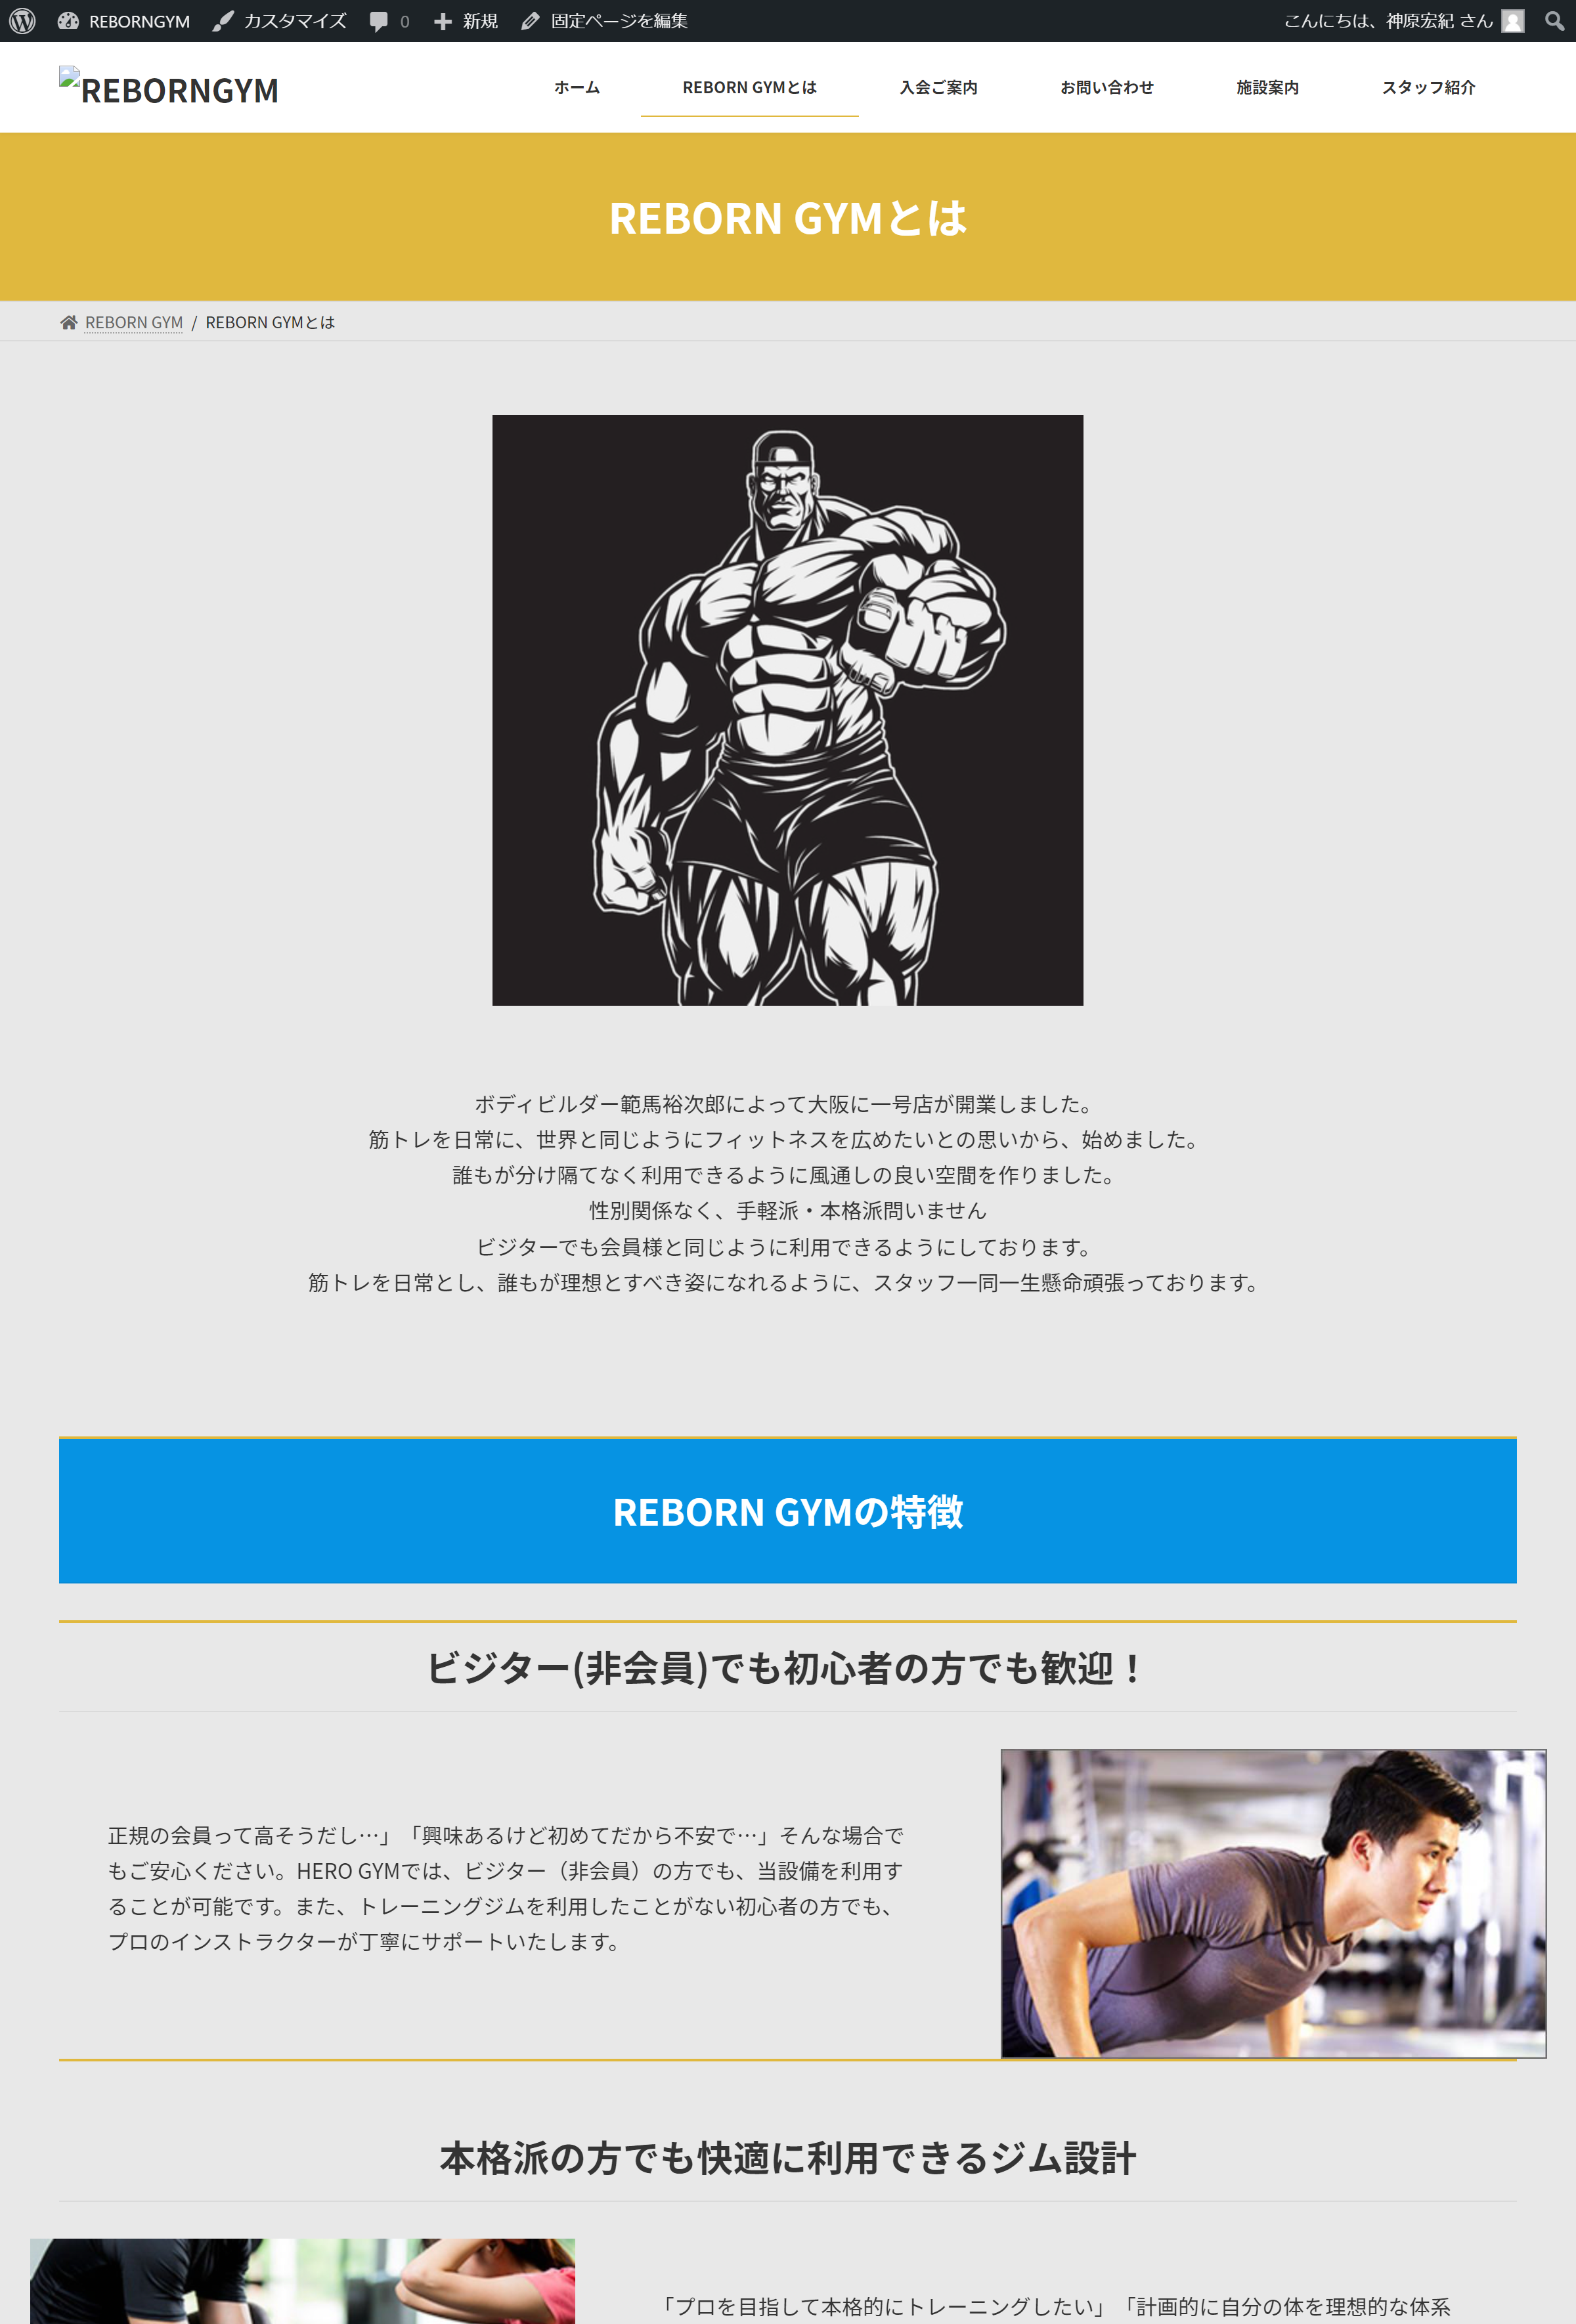 REBORNGYM カスタマイズ 0 新規 固定ページを編集 こんにちは、神原宏紀 さん
REBORNGYM ホーム REBORN GYMとは 入会ご案内 お問い合わせ 施設案内 スタッフ紹介
REBORN GYMとは
REBORN GYM / REBORN GYMとは
ボディビルダー範馬裕次郎によって大阪に一号店が開業しました。
筋トレを日常に、世界と同じようにフィットネスを広めたいとの思いから、始めました。
誰もが分け隔てなく利用できるように風通しの良い空間を作りました。
性別関係なく、手軽派・本格派問いません
ビジターでも会員様と同じように利用できるようにしております。
筋トレを日常とし、誰もが理想とすべき姿になれるように、スタッフ一同一生懸命頑張っております。
REBORN GYMの特徴
ビジター(非会員)でも初心者の方でも歓迎！
正規の会員って高そうだし…」「興味あるけど初めてだから不安で…」そんな場合で
もご安心ください。HERO GYMでは、ビジター（非会員）の方でも、当設備を利用す
ることが可能です。また、トレーニングジムを利用したことがない初心者の方でも、
プロのインストラクターが丁寧にサポートいたします。
本格派の方でも快適に利用できるジム設計
「プロを目指して本格的にトレーニングしたい」「計画的に自分の体を理想的な体系